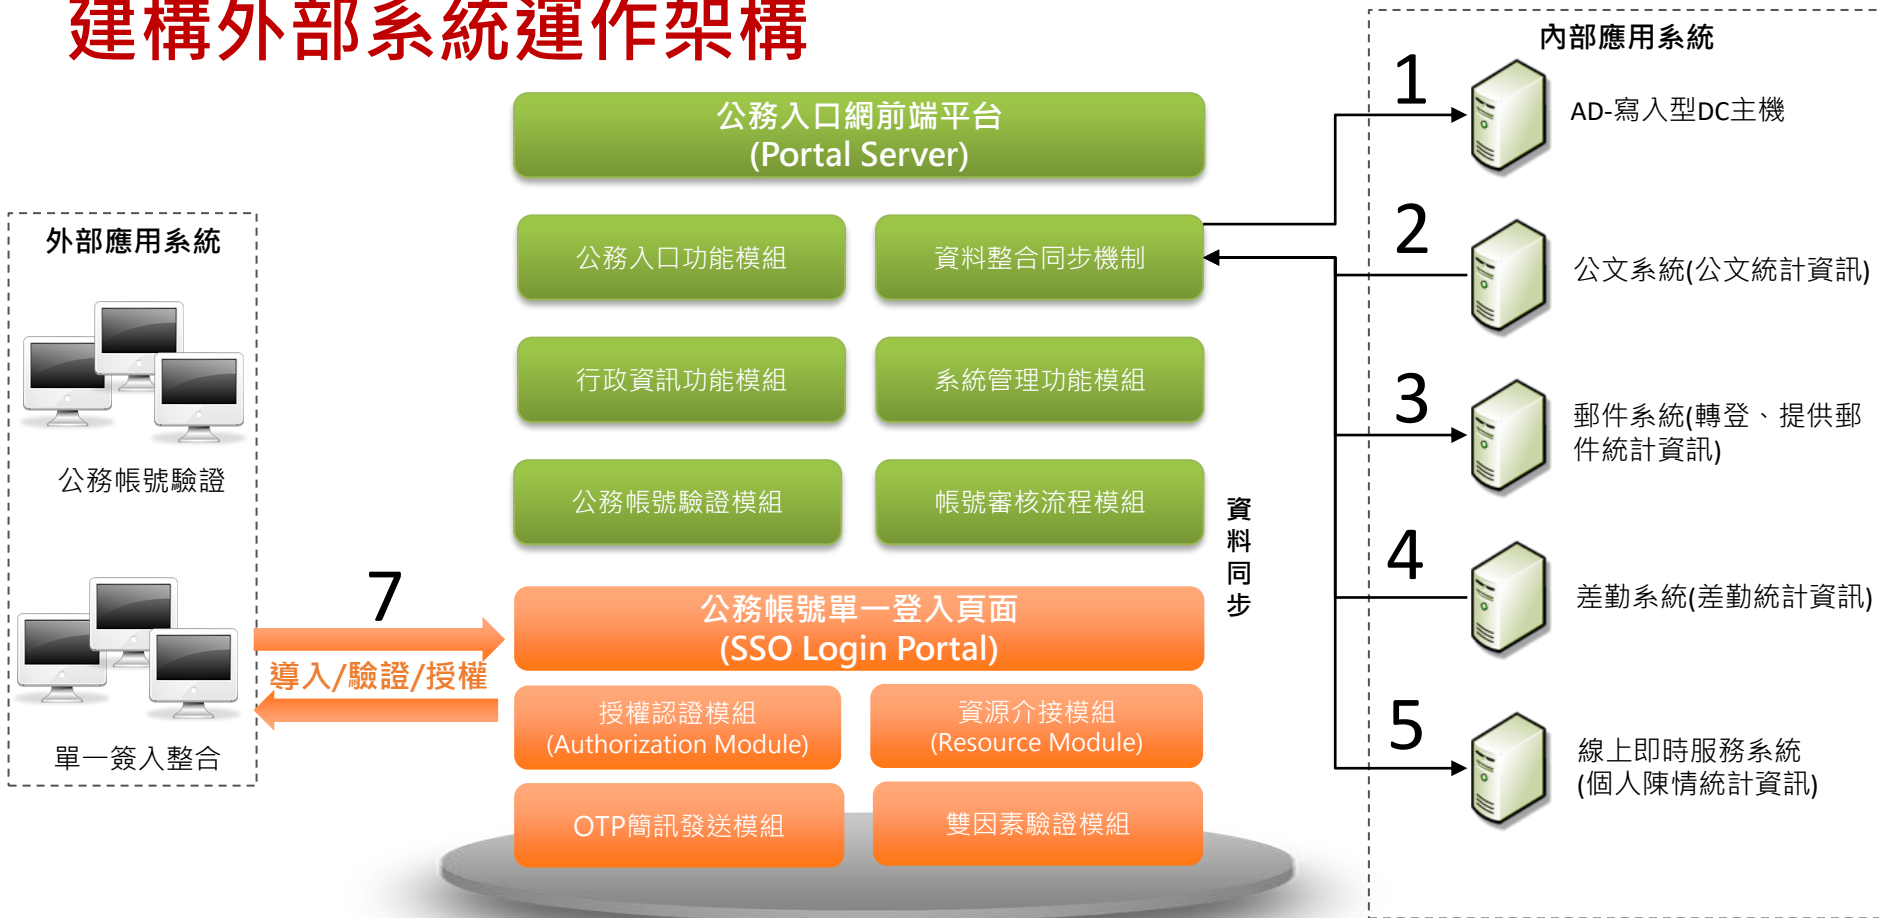 建構外部系統運作架構
內部應用系統
1
AD-寫入型DC主機
公務入口網前端平台
(Portal Server)
外部應用系統
公務入口功能模組
資料整合同步機制
2
公文系統(公文統計資訊)
行政資訊功能模組
系統管理功能模組
3
郵件系統(轉登、提供郵
件統計資訊)
公務帳號驗證
公務帳號驗證模組
帳號審核流程模組
資
料
同
步
4
差勤系統(差勤統計資訊)
7
導入/驗證/授權
公務帳號單一登入頁面
(SSO Login Portal)
單一簽入整合
授權認證模組
(Authorization Module)
資源介接模組
(Resource Module)
5
線上即時服務系統
(個人陳情統計資訊)
OTP簡訊發送模組
雙因素驗證模組